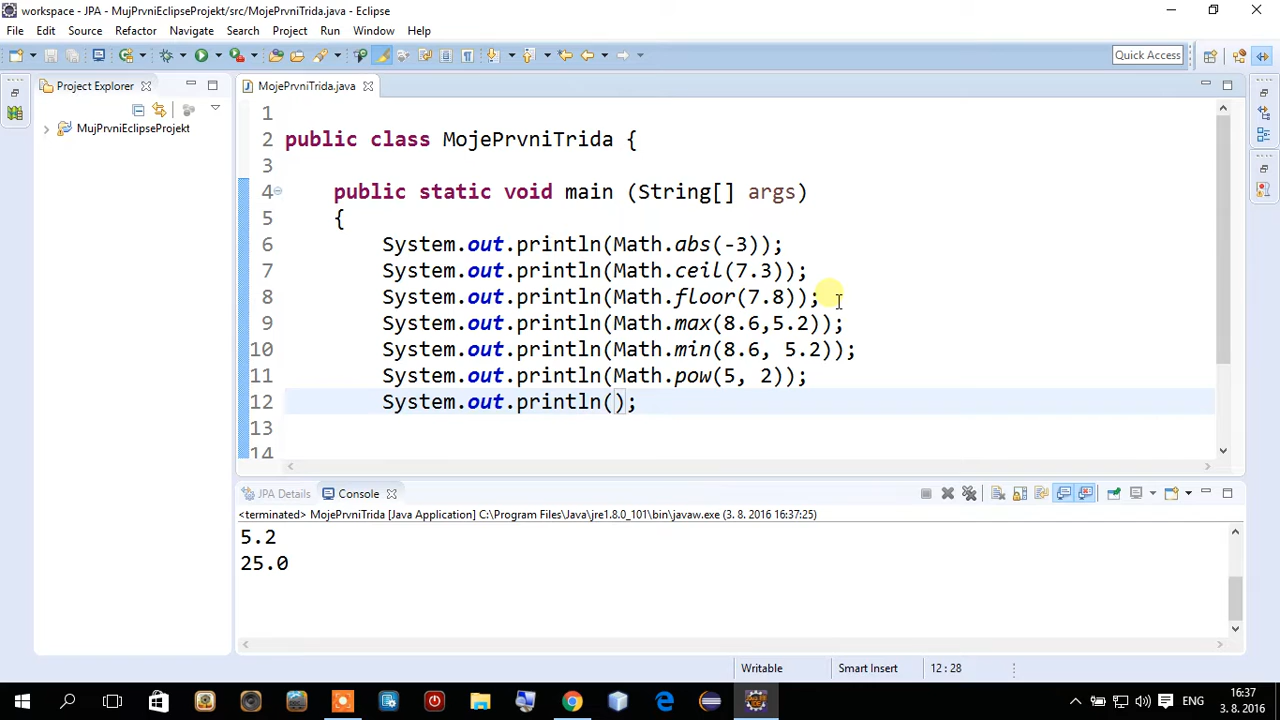 workspace - JPA - MujPrvniEclipseProjekt/src/MojePrvniTrida.java - Eclipse
File Edit Source Refactor Navigate Search Project Run Window Help
Quick Access
Project Explorer
MojePrvniTrida.java
MujPrvniEclipseProjekt
1
2 public class MojePrvniTrida {
3
4 public static void main (String[] args)
5 {
6 System.out.println(Math.abs(-3));
7 System.out.println(Math.ceil(7.3));
8 System.out.println(Math.floor(7.8));
9 System.out.println(Math.max(8.6,5.2));
10 System.out.println(Math.min(8.6, 5.2));
11 System.out.println(Math.pow(5, 2));
12 System.out.println();
13
14
JPA Details Console
<terminated> MojePrvniTrida [Java Application] C:\Program Files\Java\jre1.8.0_101\bin\javaw.exe (3. 8. 2016 16:37:25)
5.2
25.0
Writable Smart Insert 12 : 28
ENG
16:37
3. 8. 2016